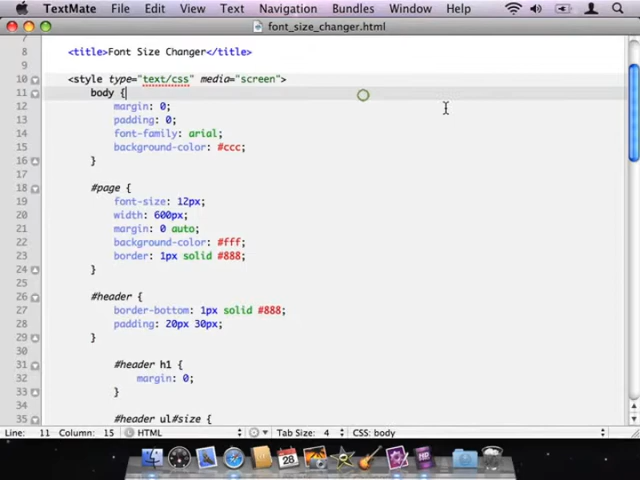 TextMate File Edit View Text Navigation Bundles Window Help
font_size_changer.html
7
8 <title>Font Size Changer</title>
9
10 <style type="text/css" media="screen">
11 body {
12 margin: 0;
13 padding: 0;
14 font-family: arial;
15 background-color: #ccc;
16 }
17
18 #page {
19 font-size: 12px;
20 width: 600px;
21 margin: 0 auto;
22 background-color: #fff;
23 border: 1px solid #888;
24 }
25
26 #header {
27 border-bottom: 1px solid #888;
28 padding: 20px 30px;
29 }
30
31 #header h1 {
32 margin: 0;
33 }
34
35 #header ul#size {
Line: 11 Column: 15 HTML Tab Size: 4 CSS: body
28